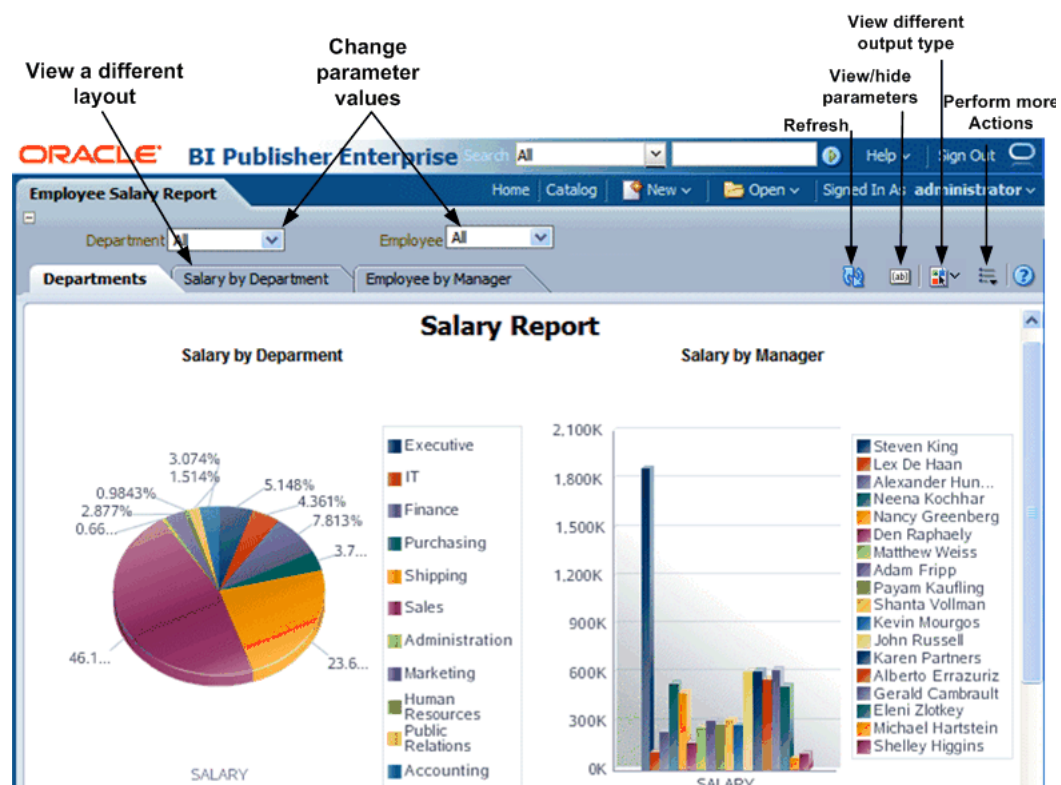 View different
output type
Change
parameter
values
View a different
layout
View/hide
parameters
Perform more
Actions
Refresh
ORACLE
BI Publisher Enterprise
Search All
Help
Sign Out
Employee Salary Report
Home Catalog New Open Signed In As administrator
Department All
Employee All
Departments
Salary by Department
Employee by Manager
(ab)
?
Salary Report
Salary by Deparment
Salary by Manager
3.074%
1.514%
0.9843%
2.877%
0.66...
5.148%
4.361%
7.813%
3.7...
46.1...
23.6...
SALARY
Executive
IT
Finance
Purchasing
Shipping
Sales
Administration
Marketing
Human
Resources
Public
Relations
Accounting
2,100K
1,800K
1,500K
1,200K
900K
600K
300K
0K
SALARY
Steven King
Lex De Haan
Alexander Hun...
Neena Kochhar
Nancy Greenberg
Den Raphaely
Matthew Weiss
Adam Fripp
Payam Kaufling
Shanta Vollman
Kevin Mourgos
John Russell
Karen Partners
Alberto Errazuriz
Gerald Cambrault
Eleni Zlotkey
Michael Hartstein
Shelley Higgins